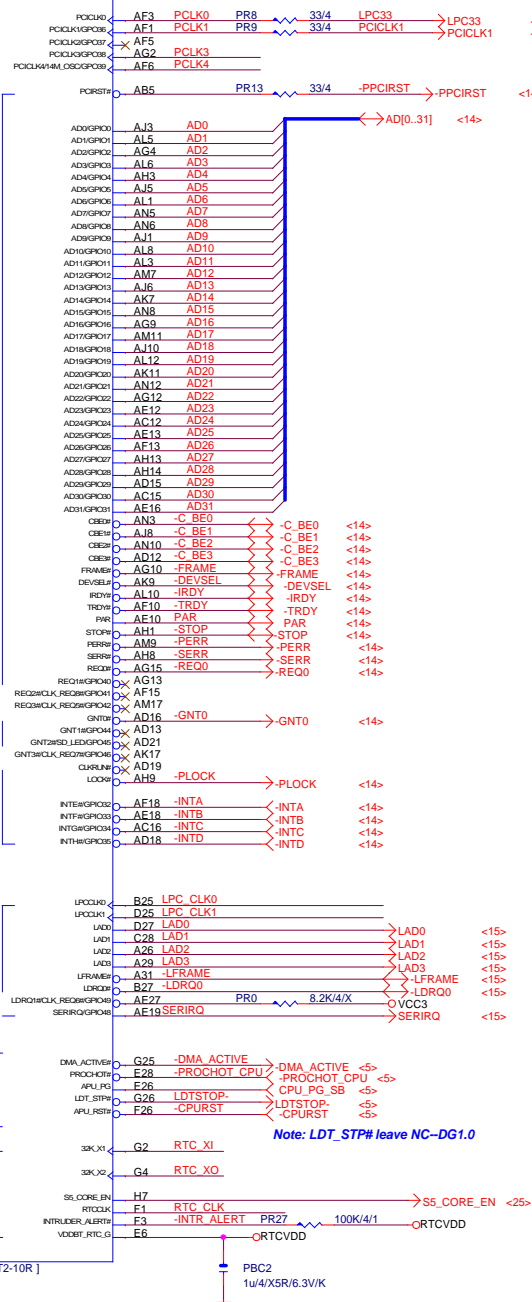 PCICLK0 AF3 PCLK0 PR8 33/4 LPC33 LPC33
PCICLK1/GPO36 AF1 PCLK1 PR9 33/4 PCICLK1 PCICLK1
PCICLK2/GPO37 AF5
PCICLK3/GPO38 AG2 PCLK3
PCICLK4/14M_OSC/GPO39 AF6 PCLK4
PCIRST# AB5 PR13 33/4 -PPCIRST -PPCIRST
AD[0..31] <14>
AD0/GPIO0 AJ3 AD0
AD1/GPIO1 AL5 AD1
AD2/GPIO2 AG4 AD2
AD3/GPIO3 AL6 AD3
AD4/GPIO4 AH3 AD4
AD5/GPIO5 AJ5 AD5
AD6/GPIO6 AL1 AD6
AD7/GPIO7 AN5 AD7
AD8/GPIO8 AN6 AD8
AD9/GPIO9 AJ1 AD9
AD10/GPIO10 AL8 AD10
AD11/GPIO11 AL3 AD11
AD12/GPIO12 AM7 AD12
AD13/GPIO13 AJ6 AD13
AD14/GPIO14 AK7 AD14
AD15/GPIO15 AN8 AD15
AD16/GPIO16 AG9 AD16
AD17/GPIO17 AM11 AD17
AD18/GPIO18 AJ10 AD18
AD19/GPIO19 AL12 AD19
AD20/GPIO20 AK11 AD20
AD21/GPIO21 AN12 AD21
AD22/GPIO22 AG12 AD22
AD23/GPIO23 AE12 AD23
AD24/GPIO24 AC12 AD24
AD25/GPIO25 AE13 AD25
AD26/GPIO26 AF13 AD26
AD27/GPIO27 AH13 AD27
AD28/GPIO28 AH14 AD28
AD29/GPIO29 AD15 AD29
AD30/GPIO30 AC15 AD30
AD31/GPIO31 AE16 AD31
CBE0# AN3 -C_BE0 -C_BE0 <14>
CBE1# AJ8 -C_BE1 -C_BE1 <14>
CBE2# AN10 -C_BE2 -C_BE2 <14>
CBE3# AD12 -C_BE3 -C_BE3 <14>
FRAME# AG10 -FRAME -FRAME <14>
DEVSEL# AK9 -DEVSEL -DEVSEL <14>
IRDY# AL10 -IRDY -IRDY <14>
TRDY# AF10 -TRDY -TRDY <14>
PAR AE10 PAR PAR <14>
STOP# AH1 -STOP -STOP <14>
PERR# AM9 -PERR -PERR <14>
SERR# AH8 -SERR -SERR <14>
REQ0# AG15 -REQ0 -REQ0 <14>
REQ1#/GPIO40 AG13
REQ2#/CLK_REQ8#/GPIO41 AF15
REQ3#/CLK_REQ5#/GPIO42 AM17
GNT0# AD16 -GNT0 -GNT0 <14>
GNT1#/GPO44 AD13
GNT2#/SD_LED/GPO45 AD21
GNT3#/CLK_REQ7#/GPIO46 AK17
CLKRUN# AD19
LOCK# AH9 -PLOCK -PLOCK <14>
INTE#/GPIO32 AF18 -INTA -INTA <14>
INTF#/GPIO33 AE18 -INTB -INTB <14>
INTG#/GPIO34 AC16 -INTC -INTC <14>
INTH#/GPIO35 AD18 -INTD -INTD <14>
LPCCLK0 B25 LPC_CLK0
LPCCLK1 D25 LPC_CLK1
LAD0 D27 LAD0 LAD0 <15>
LAD1 C28 LAD1 LAD1 <15>
LAD2 A26 LAD2 LAD2 <15>
LAD3 A29 LAD3 LAD3 <15>
LFRAME# A31 -LFRAME -LFRAME <15>
LDRQ0# B27 -LDRQ0 -LDRQ0 <15>
LDRQ1#/CLK_REQ6#/GPIO49 AE27 PR0 8.2K/4/X VCC3
SERIRQ/GPIO48 AE19 SERIRQ SERIRQ <15>
DMA_ACTIVE# G25 -DMA_ACTIVE -DMA_ACTIVE <5>
PROCHOT# E28 -PROCHOT_CPU -PROCHOT_CPU <5>
APU_PG E26 CPU_PG_SB <5>
LDT_STP# G26 LDTSTOP- LDTSTOP- <5>
APU_RST# F26 -CPURST -CPURST <5>
Note: LDT_STP# leave NC--DG1.0
32K_X1 G2 RTC_XI
32K_X2 G4 RTC_XO
S5_CORE_EN H7 S5_CORE_EN <25>
RTCCLK F1 RTC_CLK
INTRUDER_ALERT# F3 -INTR_ALERT PR27 100K/4/1 RTCVDD
VDDBT_RTC_G E6 RTCVDD
T2-10R ]
PBC2
1u/4/X5R/6.3V/K